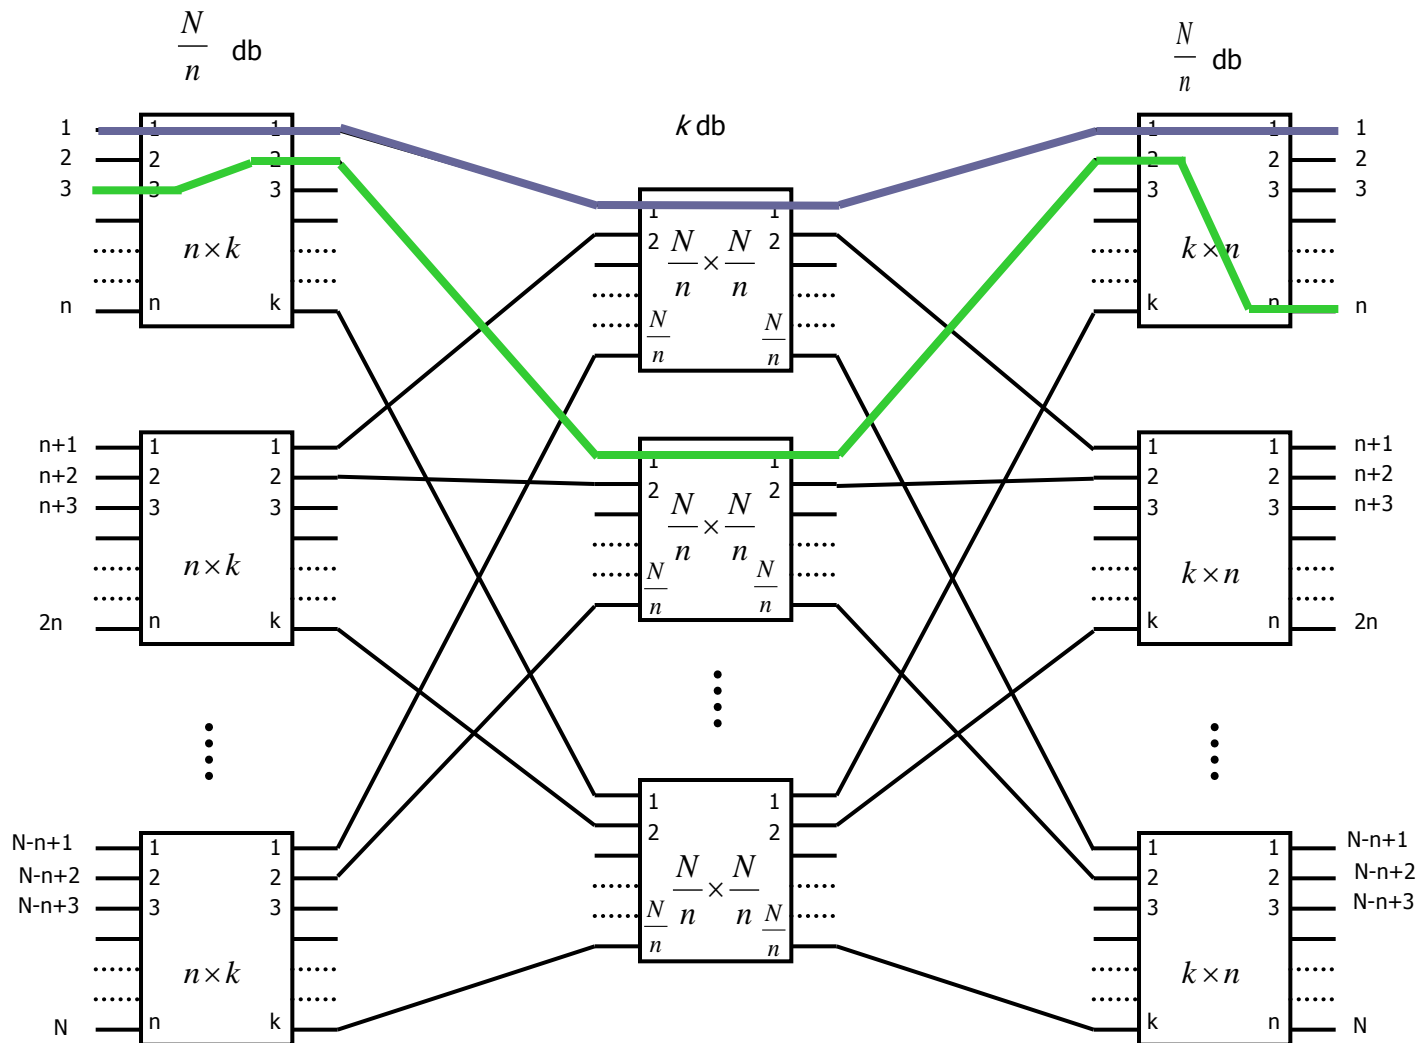 N/n db
N/n db
k db
1 1 1 1 1 1
2 2 2 2 2 2
3 3 3 3 3 3
n×k
k×n
n n k k n n
1 1
2 2
N/n × N/n
N/n N/n
n+1 1 1 1 1 n+1
n+2 2 2 2 2 n+2
n+3 3 3 3 3 n+3
n×k
k×n
2n n k k n 2n
1 1
2 2
N/n × N/n
N/n N/n
1 1
2 2
N/n × N/n
N/n N/n
N-n+1 1 1 1 1 N-n+1
N-n+2 2 2 2 2 N-n+2
N-n+3 3 3 3 3 N-n+3
n×k
k×n
N n k k n N